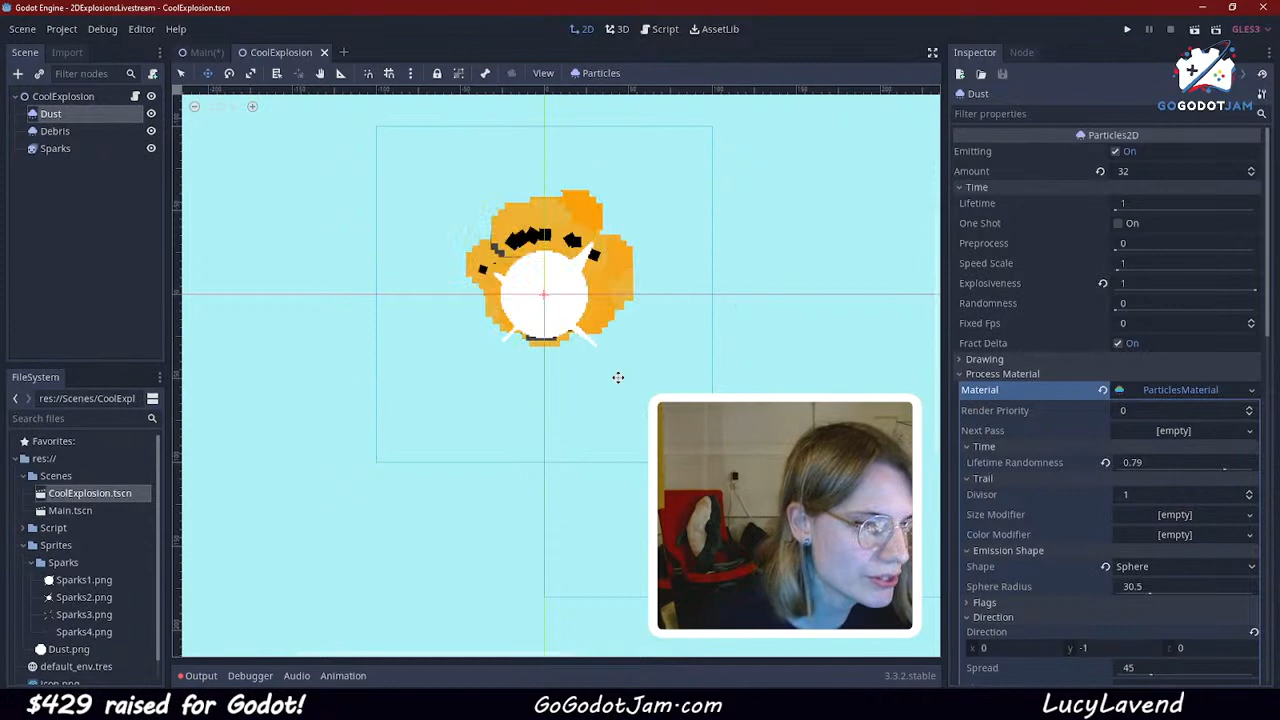 Godot Engine - 2DExplosionsLivestream - CoolExplosion.tscn
Scene Project Debug Editor Help
2D 3D Script AssetLib
GLES3
Scene Import
Main(*) CoolExplosion
Inspector Node
Filter nodes
View Particles
GOGODOTJAM
CoolExplosion
Dust
Debris
Sparks
Dust
Filter properties
Particles2D
Emitting On
Amount 32
Time
Lifetime 1
One Shot On
Preprocess 0
Speed Scale 1
Explosiveness 1
Randomness 0
Fixed Fps 0
Fract Delta On
Drawing
Process Material
Material ParticlesMaterial
Render Priority 0
Next Pass [empty]
Time
Lifetime Randomness 0.79
Trail
Divisor 1
Size Modifier [empty]
Color Modifier [empty]
Emission Shape
Shape Sphere
Sphere Radius 30.5
Flags
Direction
Direction
x 0 y -1 z 0
Spread 45
FileSystem
res://Scenes/CoolExpl
Search files
Favorites:
res://
Scenes
CoolExplosion.tscn
Main.tscn
Script
Sprites
Sparks
Sparks1.png
Sparks2.png
Sparks3.png
Sparks4.png
Dust.png
default_env.tres
icon.png
Output Debugger Audio Animation
3.3.2.stable
$429 raised for Godot!
GoGodotJam.com
LucyLavend